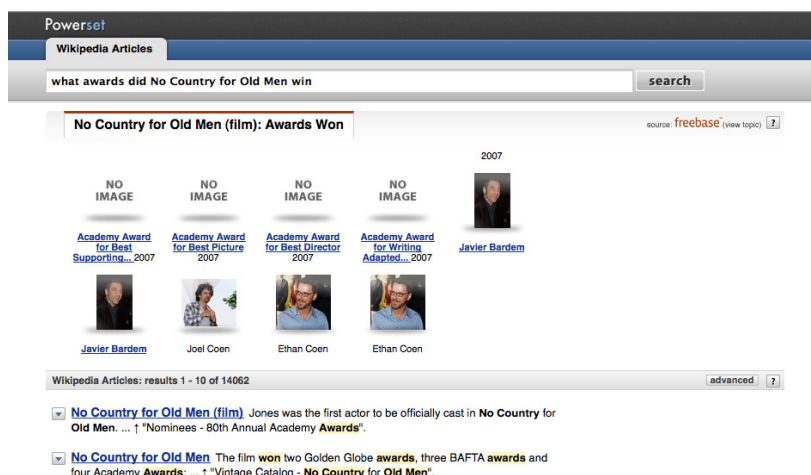 Powerset
Wikipedia Articles
what awards did No Country for Old Men win
search
No Country for Old Men (film): Awards Won
source: freebase™ (view topic) ?
2007
NO IMAGE
NO IMAGE
NO IMAGE
NO IMAGE
Academy Award for Best Supporting... 2007
Academy Award for Best Picture 2007
Academy Award for Best Director 2007
Academy Award for Writing Adapted... 2007
Javier Bardem
Javier Bardem
Joel Coen
Ethan Coen
Ethan Coen
Wikipedia Articles: results 1 - 10 of 14062
advanced ?
No Country for Old Men (film) Jones was the first actor to be officially cast in No Country for
Old Men. ... ↑ "Nominees - 80th Annual Academy Awards".
No Country for Old Men The film won two Golden Globe awards, three BAFTA awards and
four Academy Awards; ... ↑ "Vintage Catalog - No Country for Old Men".